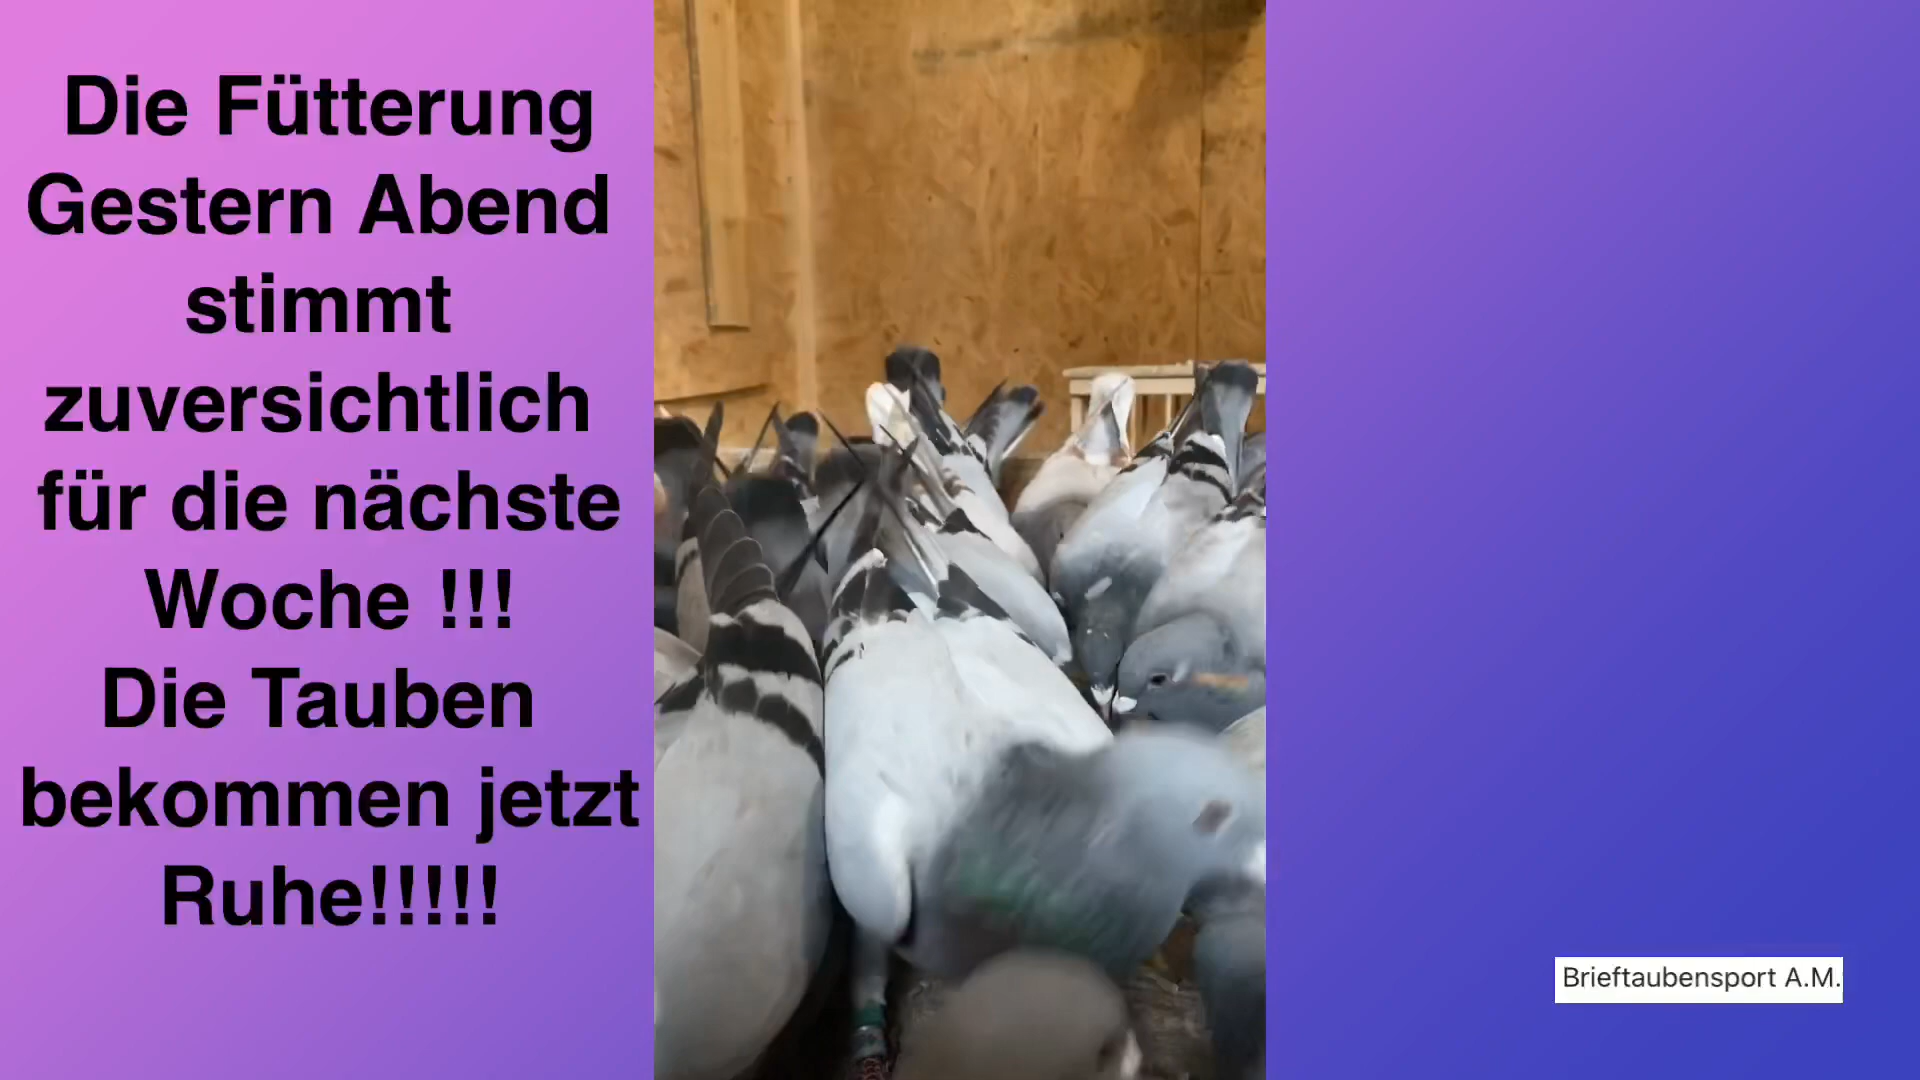 Die Fütterung
Gestern Abend
stimmt
zuversichtlich
für die nächste
Woche !!!
Die Tauben
bekommen jetzt
Ruhe!!!!!
Brieftaubensport A.M.